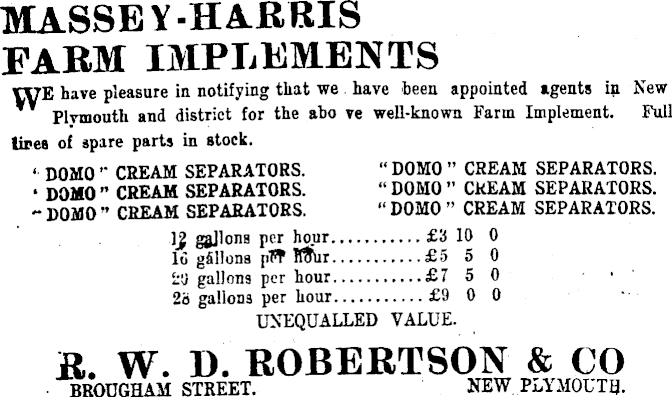 MASSEY-HARRIS
FARM IMPLEMENTS
WE have pleasure in notifying that we have been appointed agents in New
Plymouth and district for the abo ve well-known Farm Implement. Full
lines of spare parts in stock.
"DOMO" CREAM SEPARATORS. "DOMO" CREAM SEPARATORS.
"DOMO" CREAM SEPARATORS. "DOMO" CREAM SEPARATORS.
"DOMO" CREAM SEPARATORS. "DOMO" CREAM SEPARATORS.
gallons per hour...........£3 10 0
16 gallons per hour...........£5 5 0
gallons per hour...........£7 5 0
28 gallons per hour...........£9 0 0
UNEQUALLED VALUE.
R. W. D. ROBERTSON & CO
BROUGHAM STREET. NEW PLYMOUTH.